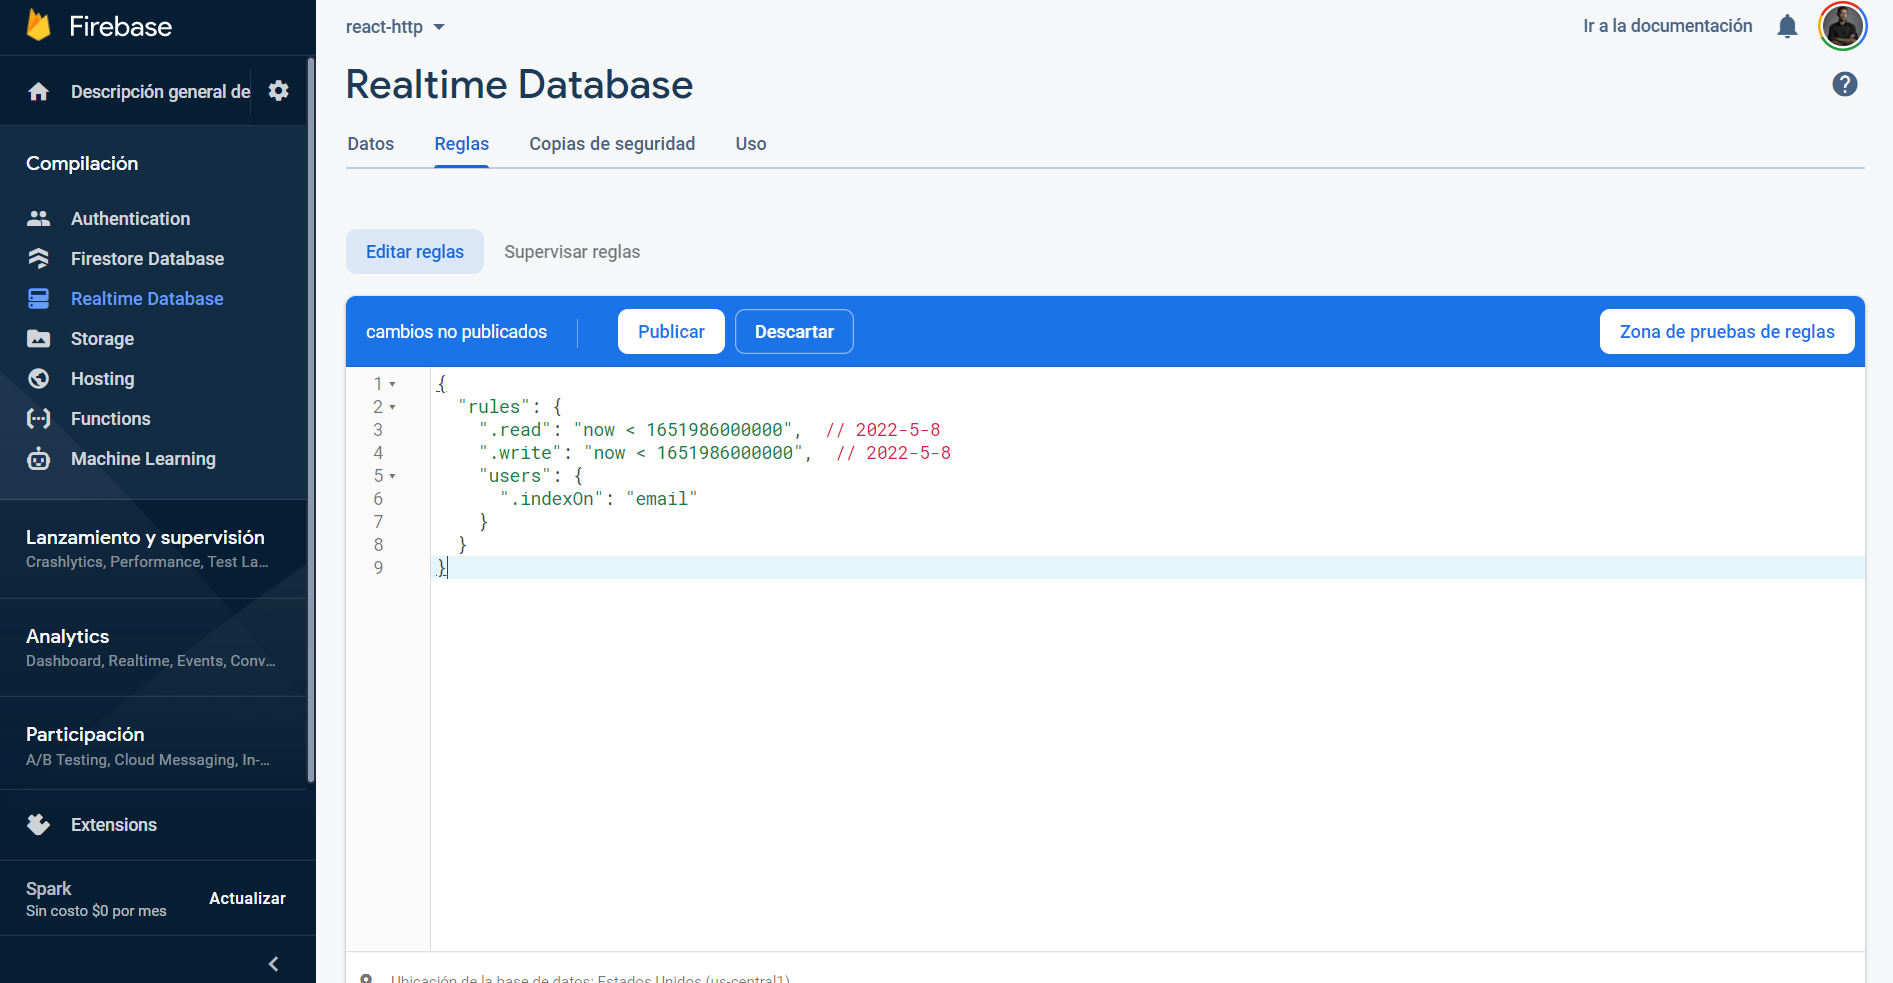 Firebase
Descripción general de
Compilación
Authentication
Firestore Database
Realtime Database
Storage
Hosting
Functions
Machine Learning
Lanzamiento y supervisión
Crashlytics, Performance, Test La...
Analytics
Dashboard, Realtime, Events, Conv...
Participación
A/B Testing, Cloud Messaging, In-...
Extensions
Spark
Sin costo $0 por mes
Actualizar
react-http
Ir a la documentación
Realtime Database
Datos Reglas Copias de seguridad Uso
Editar reglas Supervisar reglas
cambios no publicados Publicar Descartar Zona de pruebas de reglas
1 {
2 "rules": {
3 ".read": "now < 1651986000000", // 2022-5-8
4 ".write": "now < 1651986000000", // 2022-5-8
5 "users": {
6 ".indexOn": "email"
7 }
8 }
9 }
Ubicación de la base de datos: Estados Unidos (us-central1)